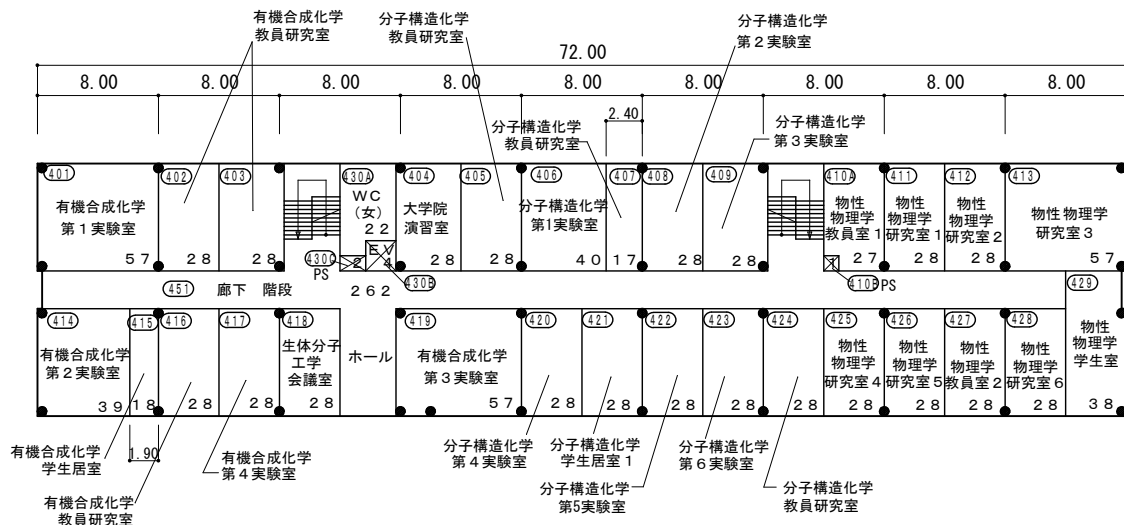 有機合成化学
教員研究室
分子構造化学
教員研究室
分子構造化学
第2実験室
72.00
8.00
8.00
8.00
8.00
8.00
8.00
8.00
8.00
8.00
2.40
分子構造化学
教員研究室
分子構造化学
第3実験室
401
有機合成化学
第1実験室
57
402
28
403
28
430A
WC
(女)
22
EV
4
430C
2
PS
430B
404
大学院
演習室
28
405
28
406
分子構造化学
第1実験室
40
407
17
408
28
409
28
410A
物性
物理学
教員室1
27
1
410B
PS
411
物性
物理学
研究室1
28
412
物性
物理学
研究室2
28
413
物性物理学
研究室3
57
451
廊下 階段
262
429
物性
物理学
学生室
38
414
有機合成化学
第2実験室
39
415
18
416
28
417
28
418
生体分子
工学
会議室
28
ホール
419
有機合成化学
第3実験室
57
420
28
421
28
422
28
423
28
424
28
425
物性
物理学
研究室4
28
426
物性
物理学
研究室5
28
427
物性
物理学
教員室2
28
428
物性
物理学
研究室6
28
1.90
有機合成化学
学生居室
有機合成化学
教員研究室
有機合成化学
第4実験室
分子構造化学
第4実験室
分子構造化学
学生居室1
分子構造化学
第5実験室
分子構造化学
第6実験室
分子構造化学
教員研究室